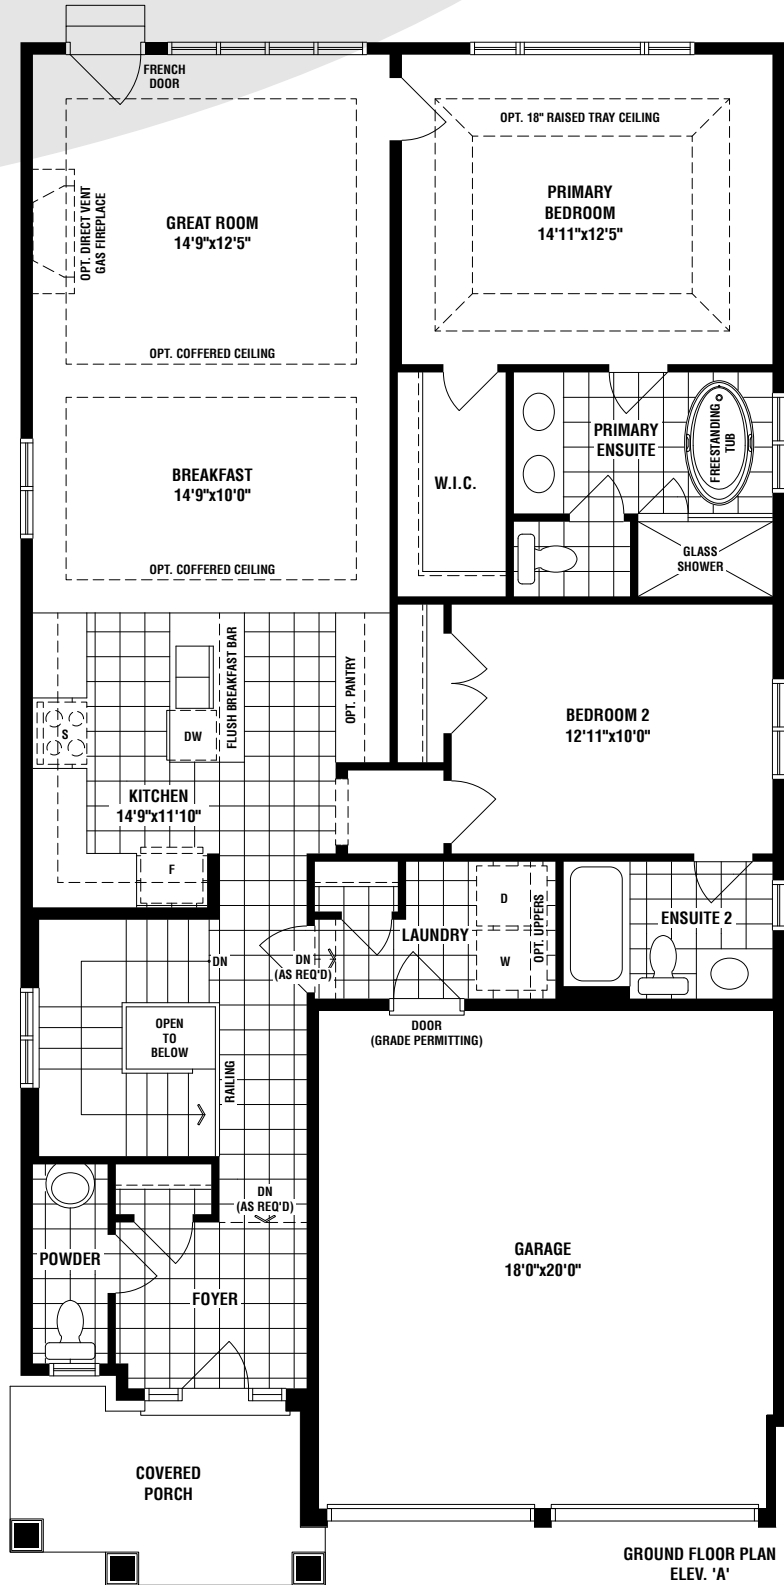 FRENCH
DOOR
OPT. 18" RAISED TRAY CEILING
OPT. DIRECT VENT
GAS FIREPLACE
GREAT ROOM
14'9"x12'5"
PRIMARY
BEDROOM
14'11"x12'5"
OPT. COFFERED CEILING
BREAKFAST
14'9"x10'0"
OPT. COFFERED CEILING
W.I.C.
PRIMARY
ENSUITE
FREESTANDING
TUB
GLASS
SHOWER
FLUSH BREAKFAST BAR
OPT. PANTRY
S
DW
BEDROOM 2
12'11"x10'0"
KITCHEN
14'9"x11'10"
F
D
W
OPT. UPPERS
LAUNDRY
ENSUITE 2
DN
DN
(AS REQ'D)
OPEN
TO
BELOW
DOOR
(GRADE PERMITTING)
RAILING
DN
(AS REQ'D)
POWDER
FOYER
GARAGE
18'0"x20'0"
COVERED
PORCH
GROUND FLOOR PLAN
ELEV. 'A'